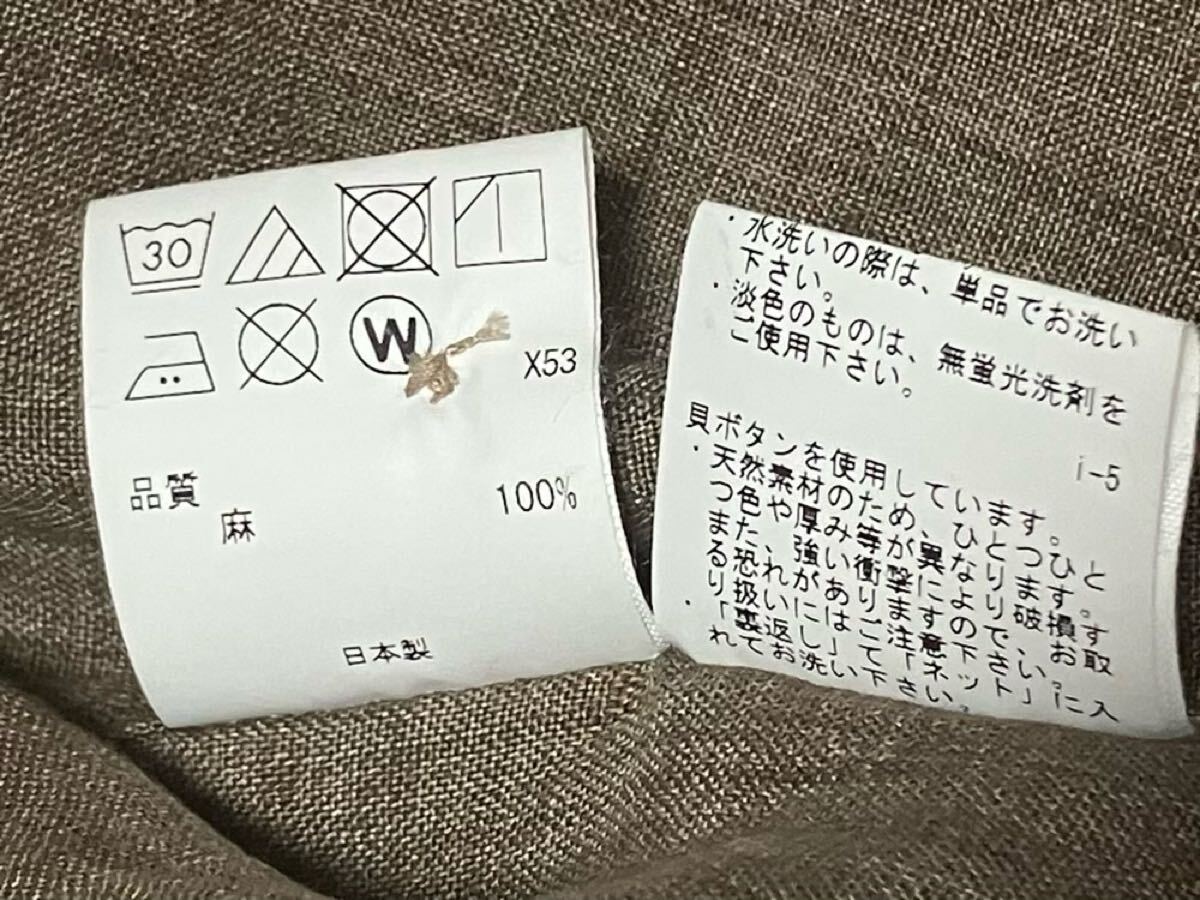 30
W
X53
品質
麻
100%
日本製
・水洗いの際は、単品でお洗い
下さい。
・淡色のものは、無蛍光洗剤を
ご使用下さい。
i-5
貝ボタンを使用しています。
・天然素材のため、ひとつひと
つ色や厚み等が異なります。
また、強い衝撃により破損す
る恐れがありますので、お取
り扱いにはご注意下さい。
・「裏返し」て「ネット」に入
れてお洗い下さい。